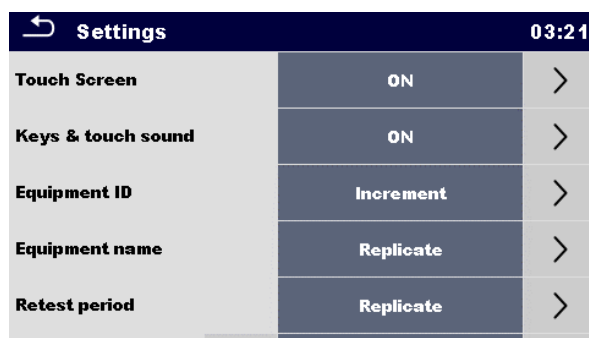 Settings 03:21
Touch Screen ON
Keys & touch sound ON
Equipment ID Increment
Equipment name Replicate
Retest period Replicate